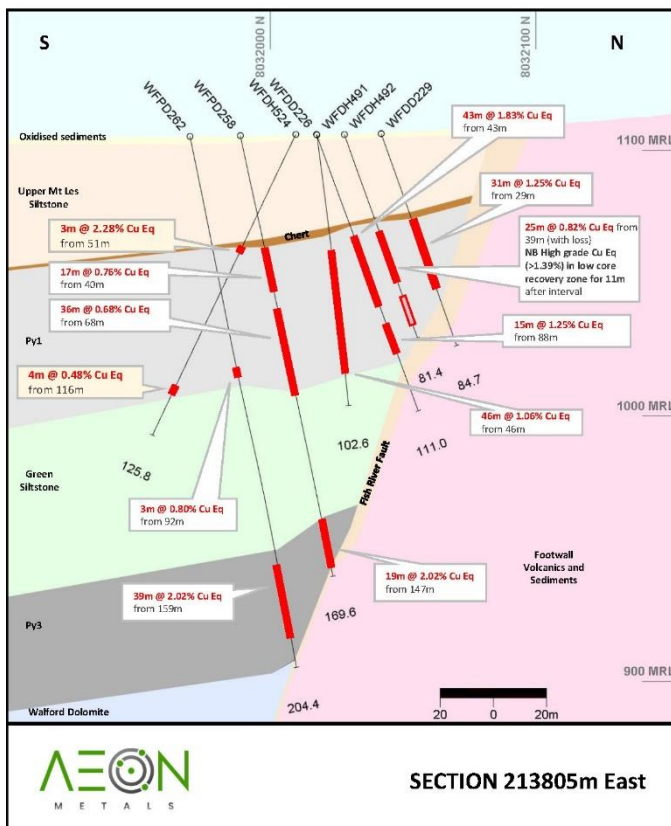 S
8032000 N
8032100 N
N
WFPD262
WFPD258
WFDH524
WFDD226
WFDH491
WFDH492
WFDD229
43m @ 1.83% Cu Eq
from 43m
Oxidised sediments
1100 MRL
Upper Mt Les
Siltstone
31m @ 1.25% Cu Eq
from 29m
3m @ 2.28% Cu Eq
from 51m
Chert
25m @ 0.82% Cu Eq from
39m (with loss)
NB High grade Cu Eq
(>1.39%) in low core
recovery zone for 11m
after interval
17m @ 0.76% Cu Eq
from 40m
36m @ 0.68% Cu Eq
from 68m
Py1
15m @ 1.25% Cu Eq
from 88m
4m @ 0.48% Cu Eq
from 116m
81.4
84.7
1000 MRL
46m @ 1.06% Cu Eq
from 46m
125.8
102.6
111.0
Green
Siltstone
Fish River Fault
3m @ 0.80% Cu Eq
from 92m
Footwall
Volcanics and
Sediments
39m @ 2.02% Cu Eq
from 159m
19m @ 2.02% Cu Eq
from 147m
Py3
169.6
900 MRL
204.4
Walford Dolomite
20 0 20m
AEON
METALS
SECTION 213805m East